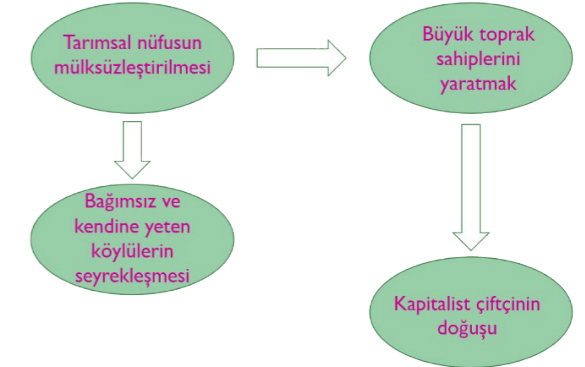 Tarımsal nüfusun
mülksüzleştirilmesi
Büyük toprak
sahiplerini
yaratmak
Bağımsız ve
kendine yeten
köylülerin
seyrekleşmesi
Kapitalist çiftçinin
doğuşu